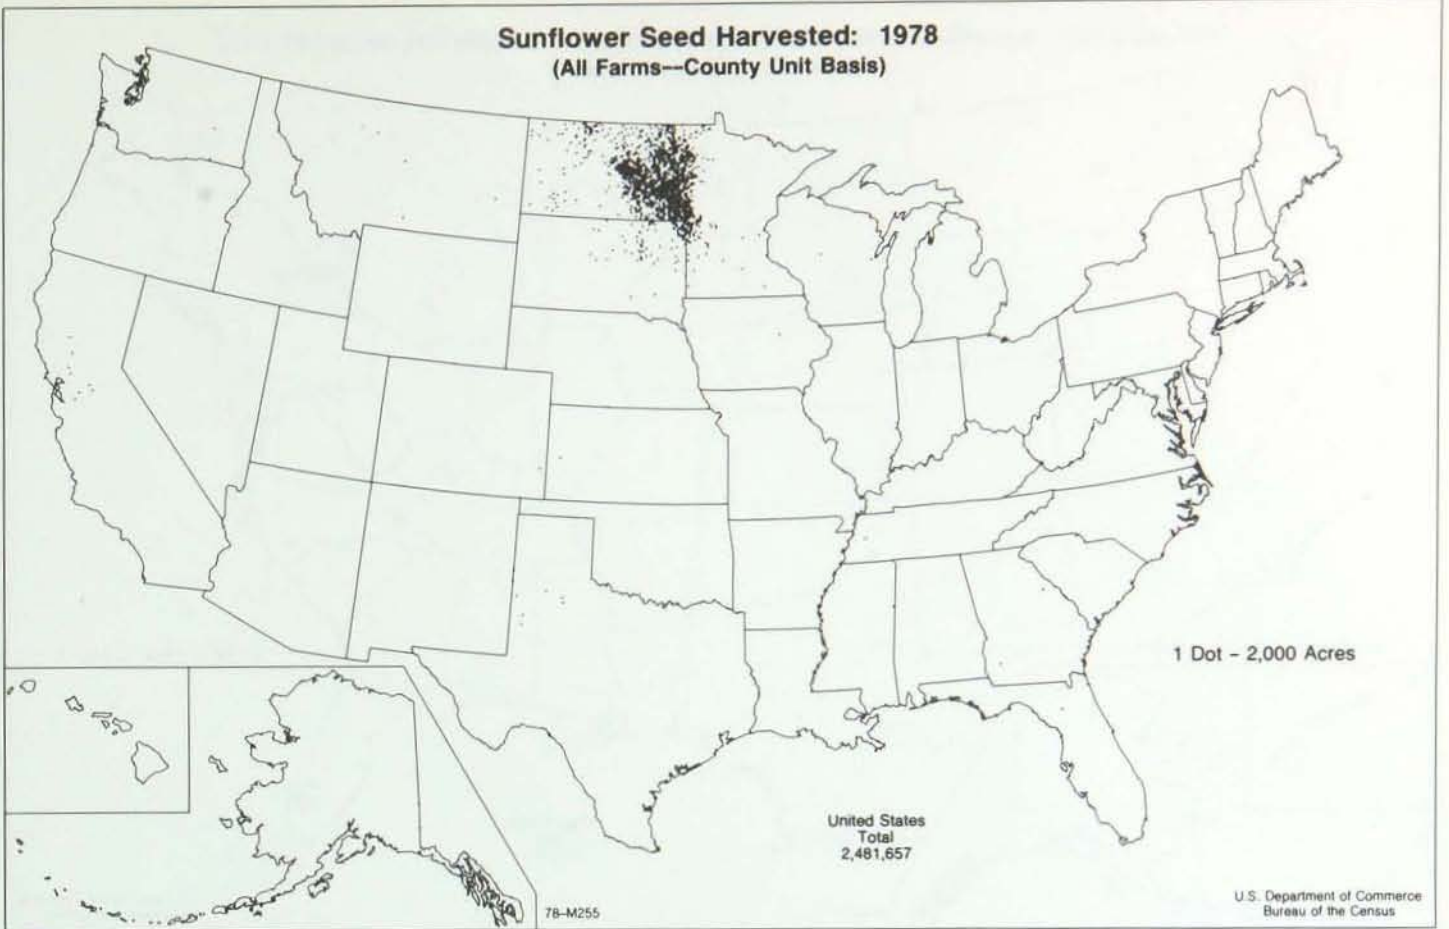 Sunflower Seed Harvested: 1978
(All Farms--County Unit Basis)
1 Dot - 2,000 Acres
United States
Total
2,481,657
78-M255
U.S. Department of Commerce
Bureau of the Census